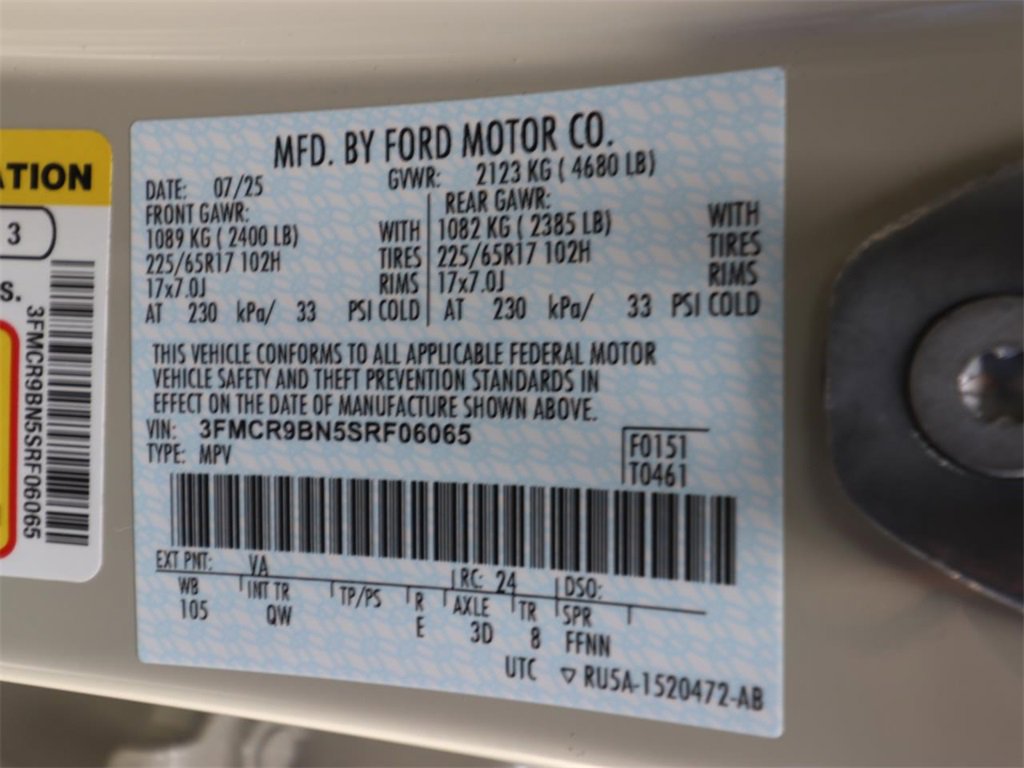 ATION
3
S.
3FMCR9BN5SRF06065
MFD. BY FORD MOTOR CO.
DATE: 07/25 GVWR: 2123 KG ( 4680 LB)
FRONT GAWR: REAR GAWR:
1089 KG ( 2400 LB) WITH 1082 KG ( 2385 LB) WITH
225/65R17 102H TIRES 225/65R17 102H TIRES
17x7.0J RIMS 17x7.0J RIMS
AT 230 kPa/ 33 PSI COLD AT 230 kPa/ 33 PSI COLD
THIS VEHICLE CONFORMS TO ALL APPLICABLE FEDERAL MOTOR
VEHICLE SAFETY AND THEFT PREVENTION STANDARDS IN
EFFECT ON THE DATE OF MANUFACTURE SHOWN ABOVE.
VIN: 3FMCR9BN5SRF06065
TYPE: MPV
F0151
T0461
EXT PNT: VA RC: 24 DSO:
WB INT TR TP/PS R AXLE TR SPR
105 QW E 3D 8 FFNN
UTC ▽ RU5A-1520472-AB